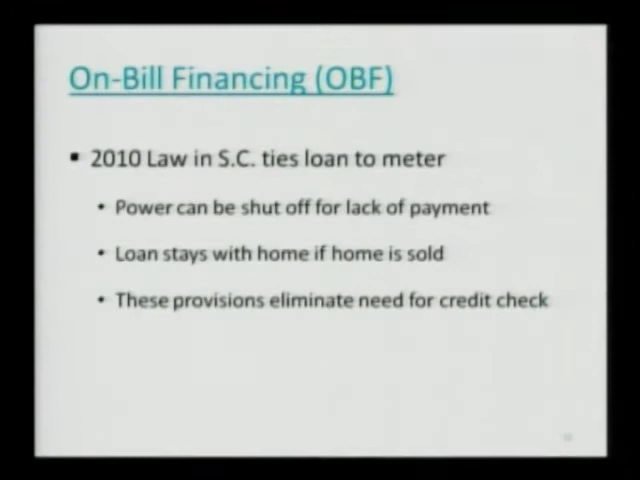 On-Bill Financing (OBF)
▪ 2010 Law in S.C. ties loan to meter
• Power can be shut off for lack of payment
• Loan stays with home if home is sold
• These provisions eliminate need for credit check